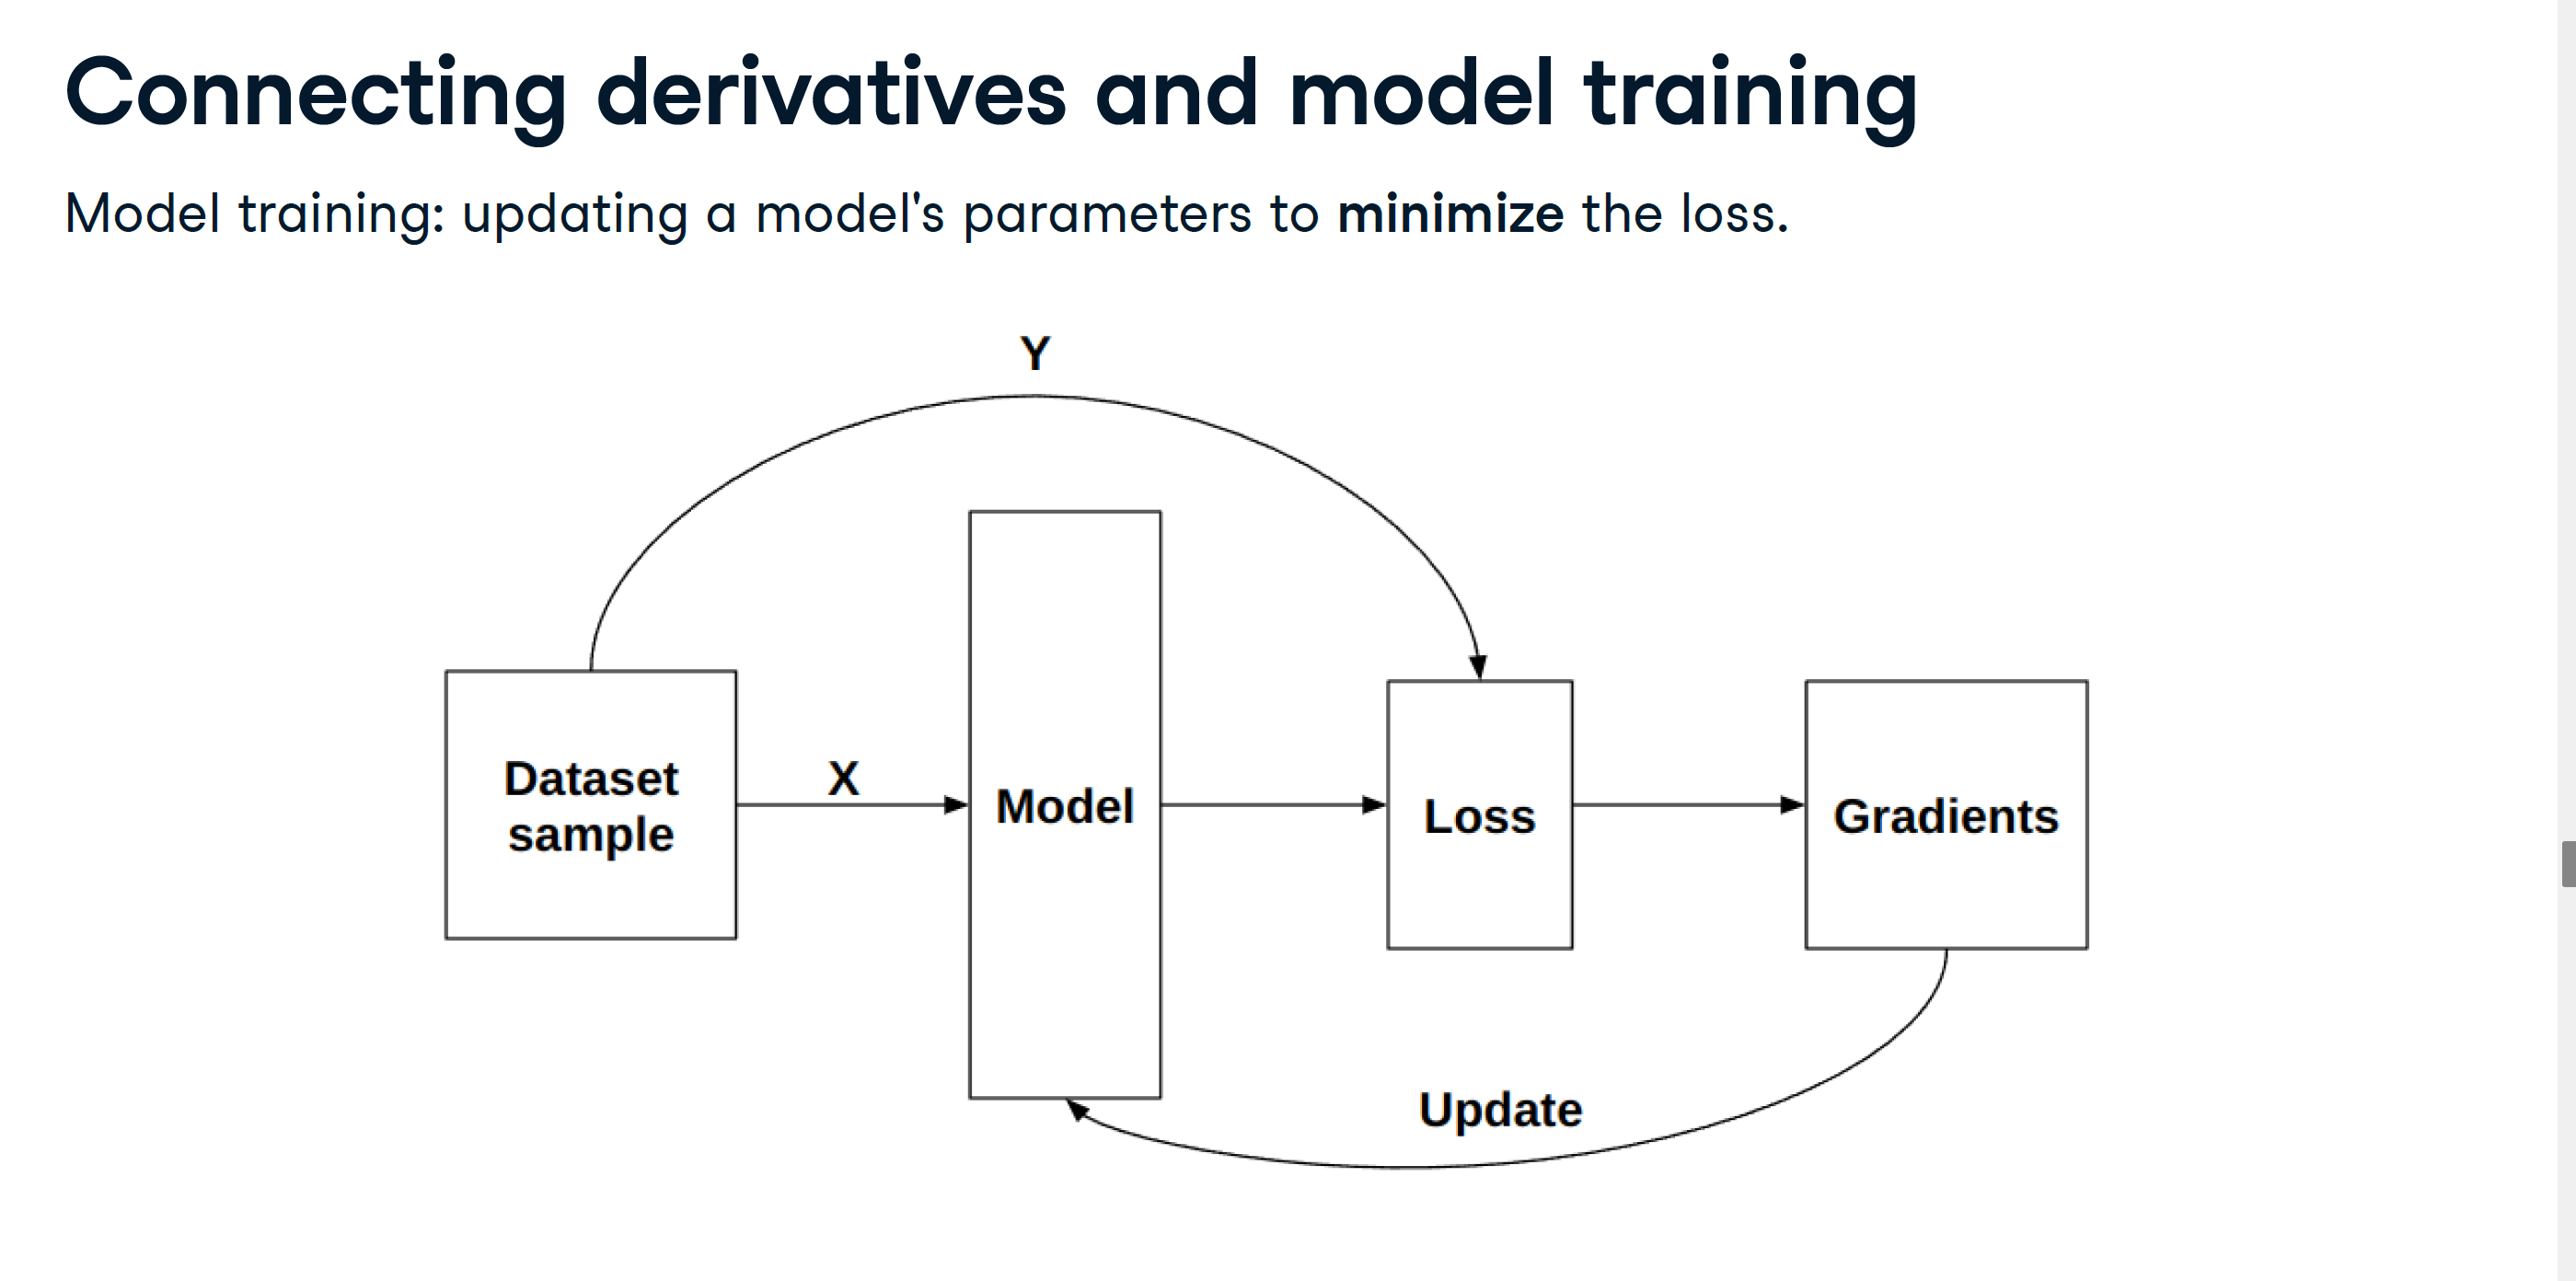 Connecting derivatives and model training
Model training: updating a model's parameters to minimize the loss.
Y
Dataset
sample
X
Model
Loss
Gradients
Update